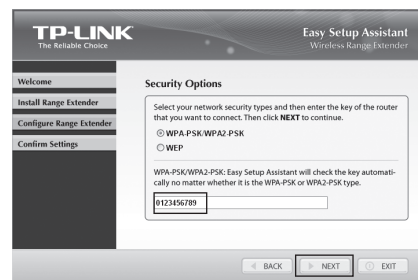 TP-LINK
The Reliable Choice
Easy Setup Assistant
Wireless Range Extender
Welcome
Install Range Extender
Configure Range Extender
Confirm Settings
Security Options
Select your network security types and then enter the key of the router
that you want to connect. Then click NEXT to continue.
WPA-PSK/WPA2-PSK
WEP
WPA-PSK/WPA2-PSK: Easy Setup Assistant will check the key automati-
cally no matter whether it is the WPA-PSK or WPA2-PSK type.
0123456789
BACK
NEXT
EXIT